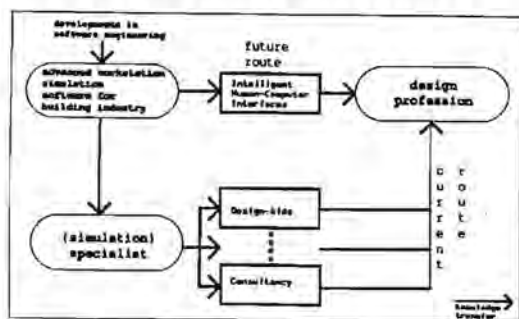 developments in
software engineering
advanced workstation
simulation
software for
building industry
future
route
Intelligent
Human-Computer
Interfaces
design
profession
(simulation)
specialist
Design-aids
Consultancy
current
route
knowledge
transfer